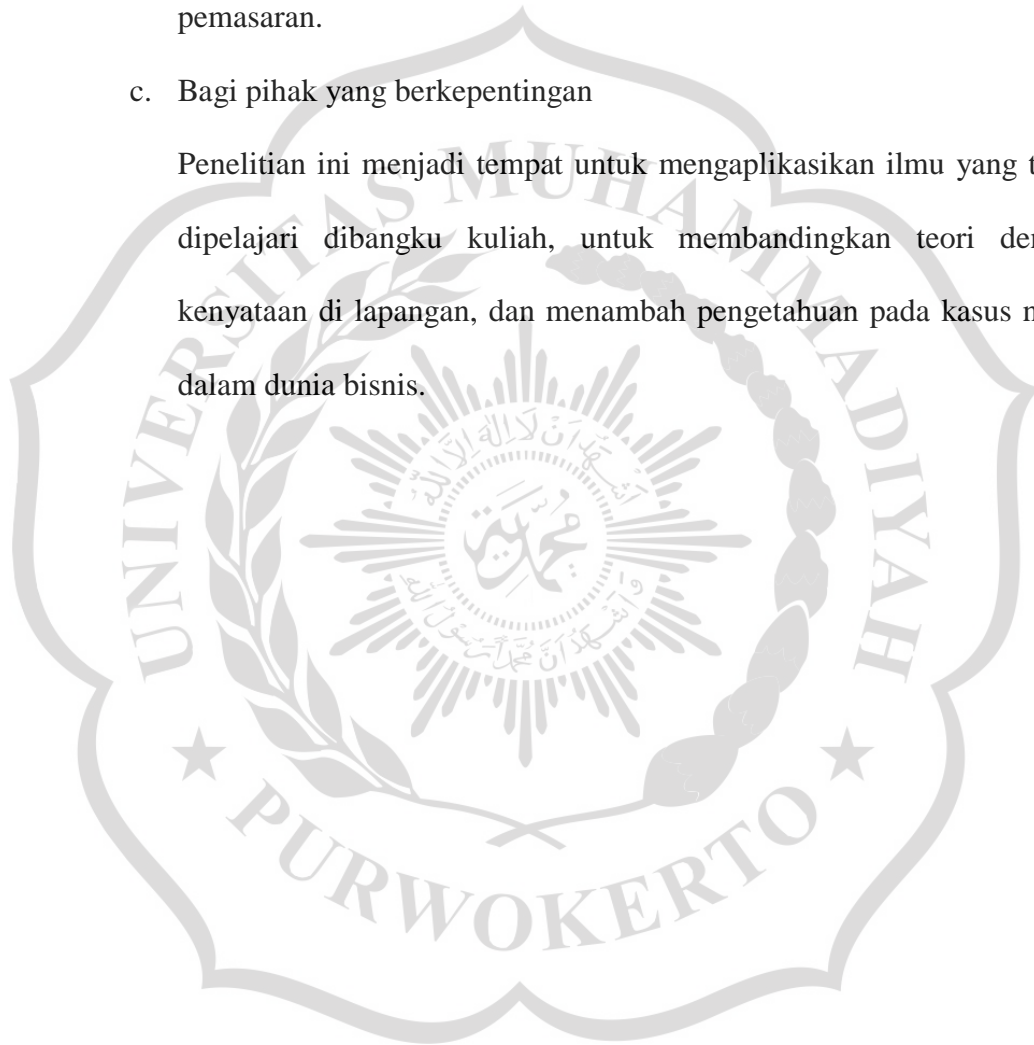 pemasaran.
c. Bagi pihak yang berkepentingan
Penelitian ini menjadi tempat untuk mengaplikasikan ilmu yang
dipelajari dibangku kuliah, untuk membandingkan teori
kenyataan di lapangan, dan menambah pengetahuan pada kasus
dalam dunia bisnis.
UNIVERSITAS MUHAMMADIYAH
PURWOKERTO